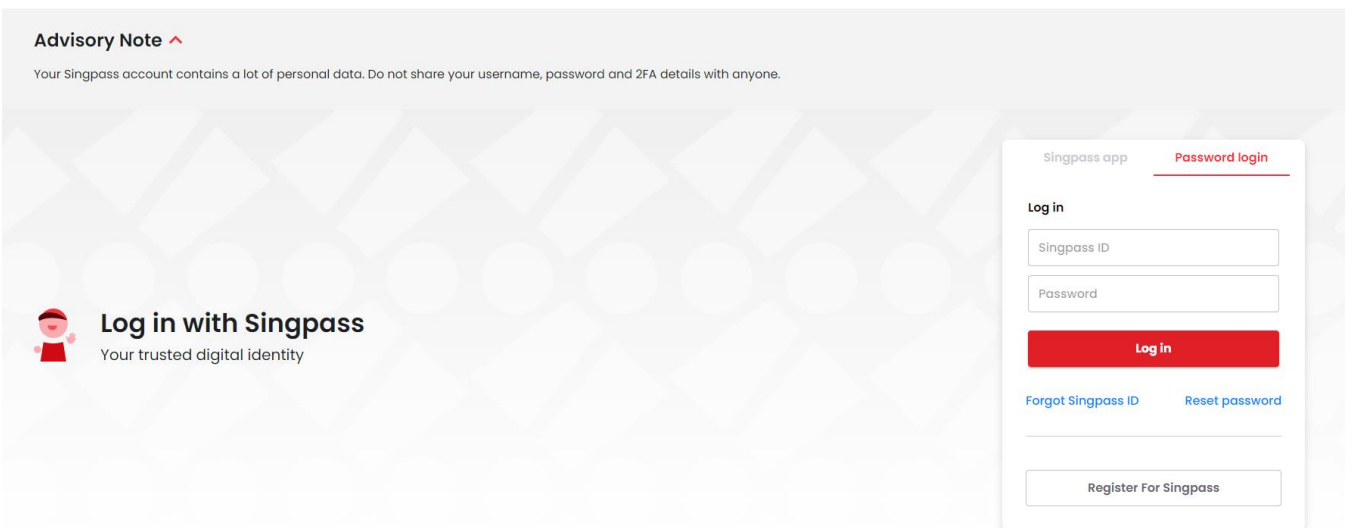 Advisory Note
Your Singpass account contains a lot of personal data. Do not share your username, password and 2FA details with anyone.
Singpass app
Password login
Log in
Singpass ID
Password
Log in
Forgot Singpass ID
Reset password
Register For Singpass
Log in with Singpass
Your trusted digital identity